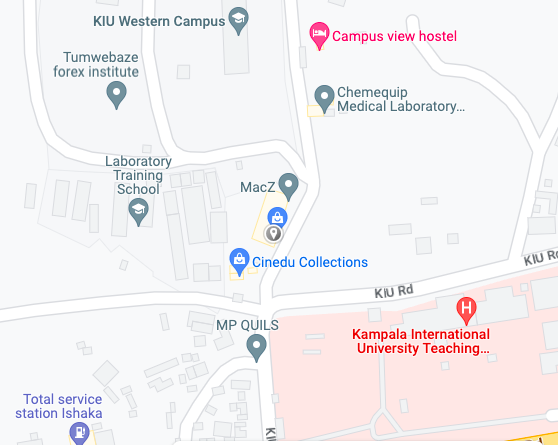 KIU Western Campus
Campus view hostel
Tumwebaze
forex institute
Chemequip
Medical Laboratory...
Laboratory
Training
School
MacZ
Cinedu Collections
KIU Rd
KIU Ro
H
Kampala International
University Teaching...
MP QUILS
Total service
station Ishaka